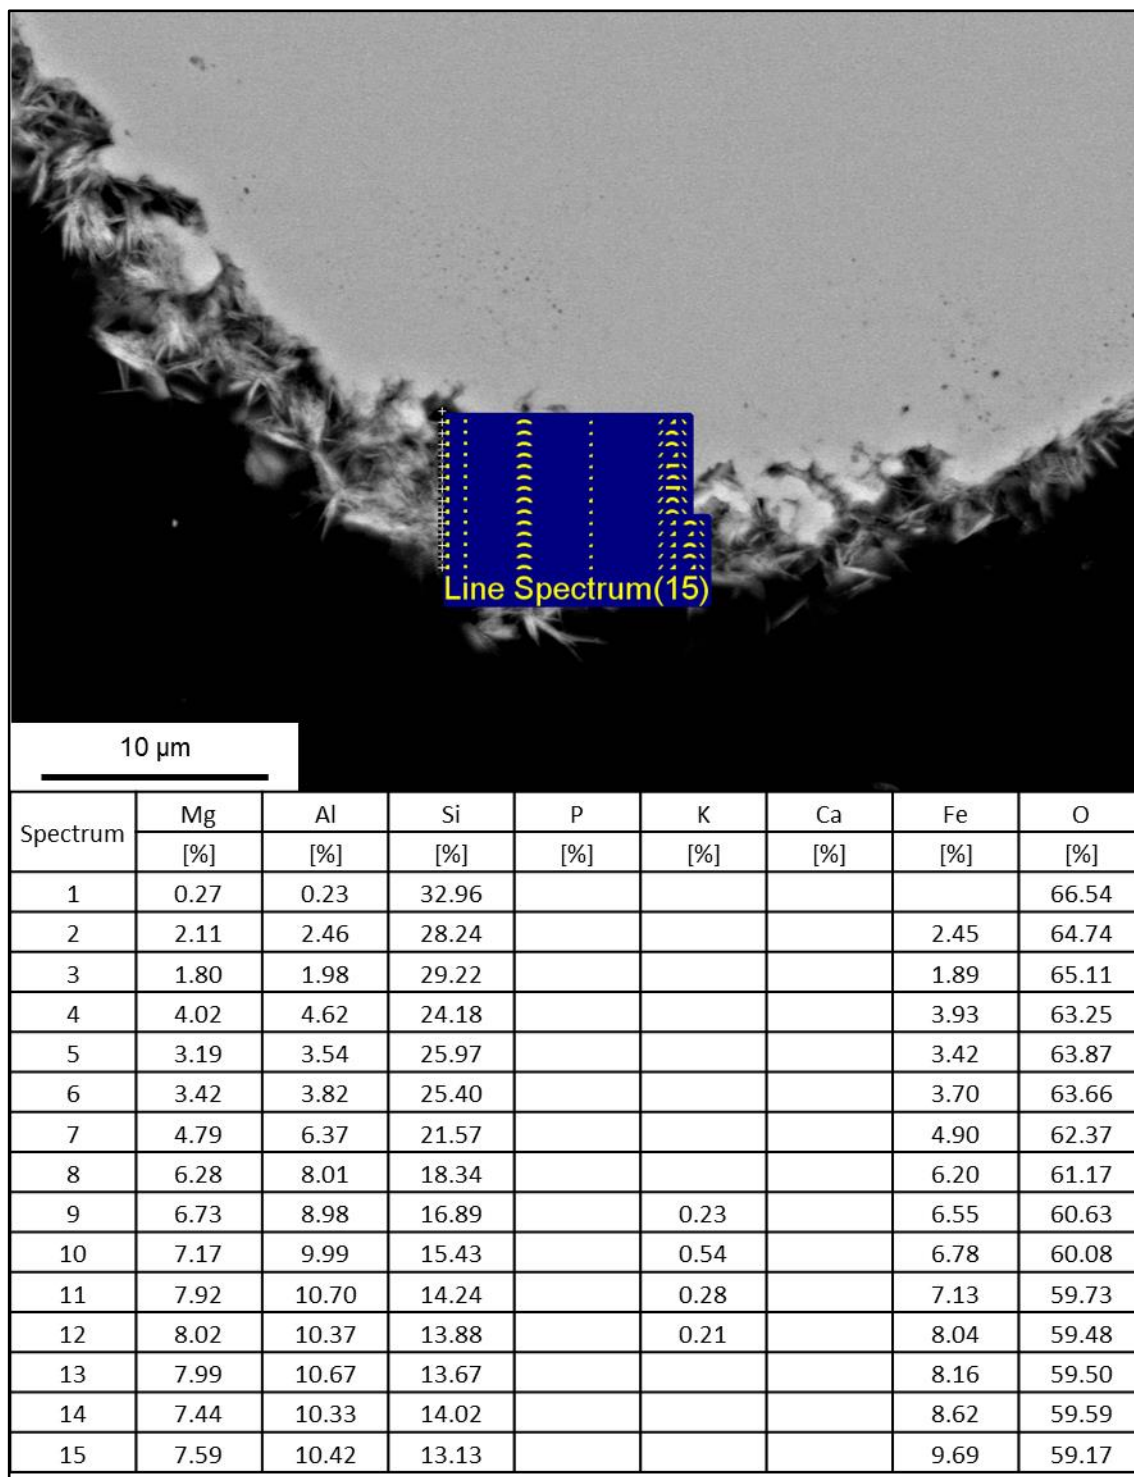 Line Spectrum(15)
10 µm
Spectrum Mg Al Si P K Ca Fe O
[%] [%] [%] [%] [%] [%] [%] [%]
1 0.27 0.23 32.96 66.54
2 2.11 2.46 28.24 2.45 64.74
3 1.80 1.98 29.22 1.89 65.11
4 4.02 4.62 24.18 3.93 63.25
5 3.19 3.54 25.97 3.42 63.87
6 3.42 3.82 25.40 3.70 63.66
7 4.79 6.37 21.57 4.90 62.37
8 6.28 8.01 18.34 6.20 61.17
9 6.73 8.98 16.89 0.23 6.55 60.63
10 7.17 9.99 15.43 0.54 6.78 60.08
11 7.92 10.70 14.24 0.28 7.13 59.73
12 8.02 10.37 13.88 0.21 8.04 59.48
13 7.99 10.67 13.67 8.16 59.50
14 7.44 10.33 14.02 8.62 59.59
15 7.59 10.42 13.13 9.69 59.17